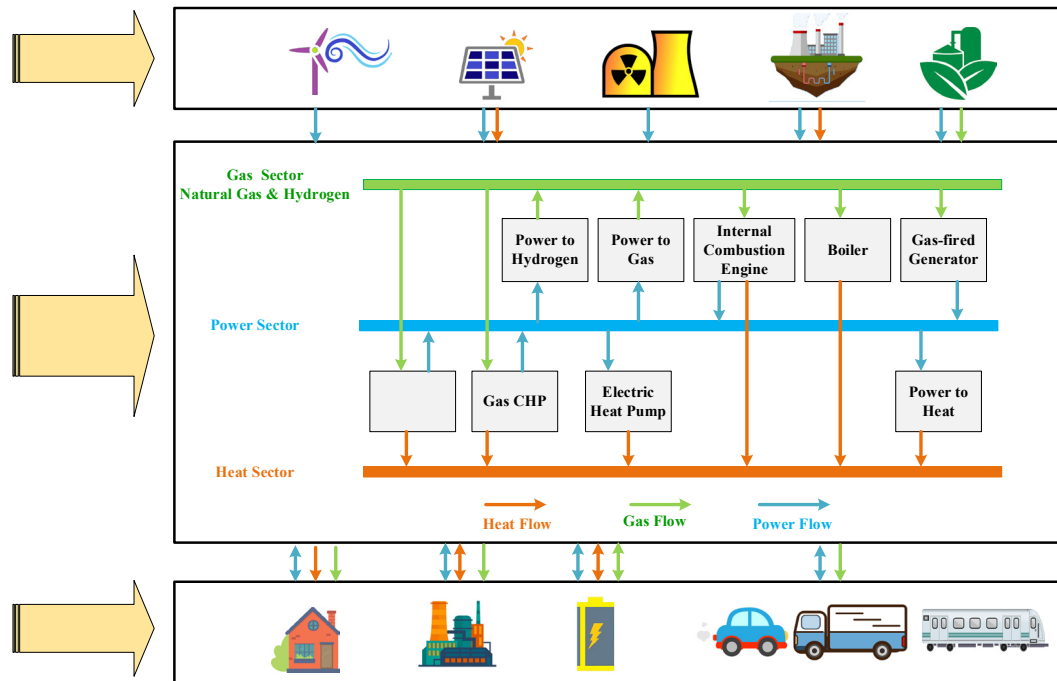 Gas Sector
Natural Gas & Hydrogen
Power to
Hydrogen
Power to
Gas
Internal
Combustion
Engine
Boiler
Gas-fired
Generator
Power Sector
Gas CHP
Electric
Heat Pump
Power to
Heat
Heat Sector
Heat Flow
Gas Flow
Power Flow